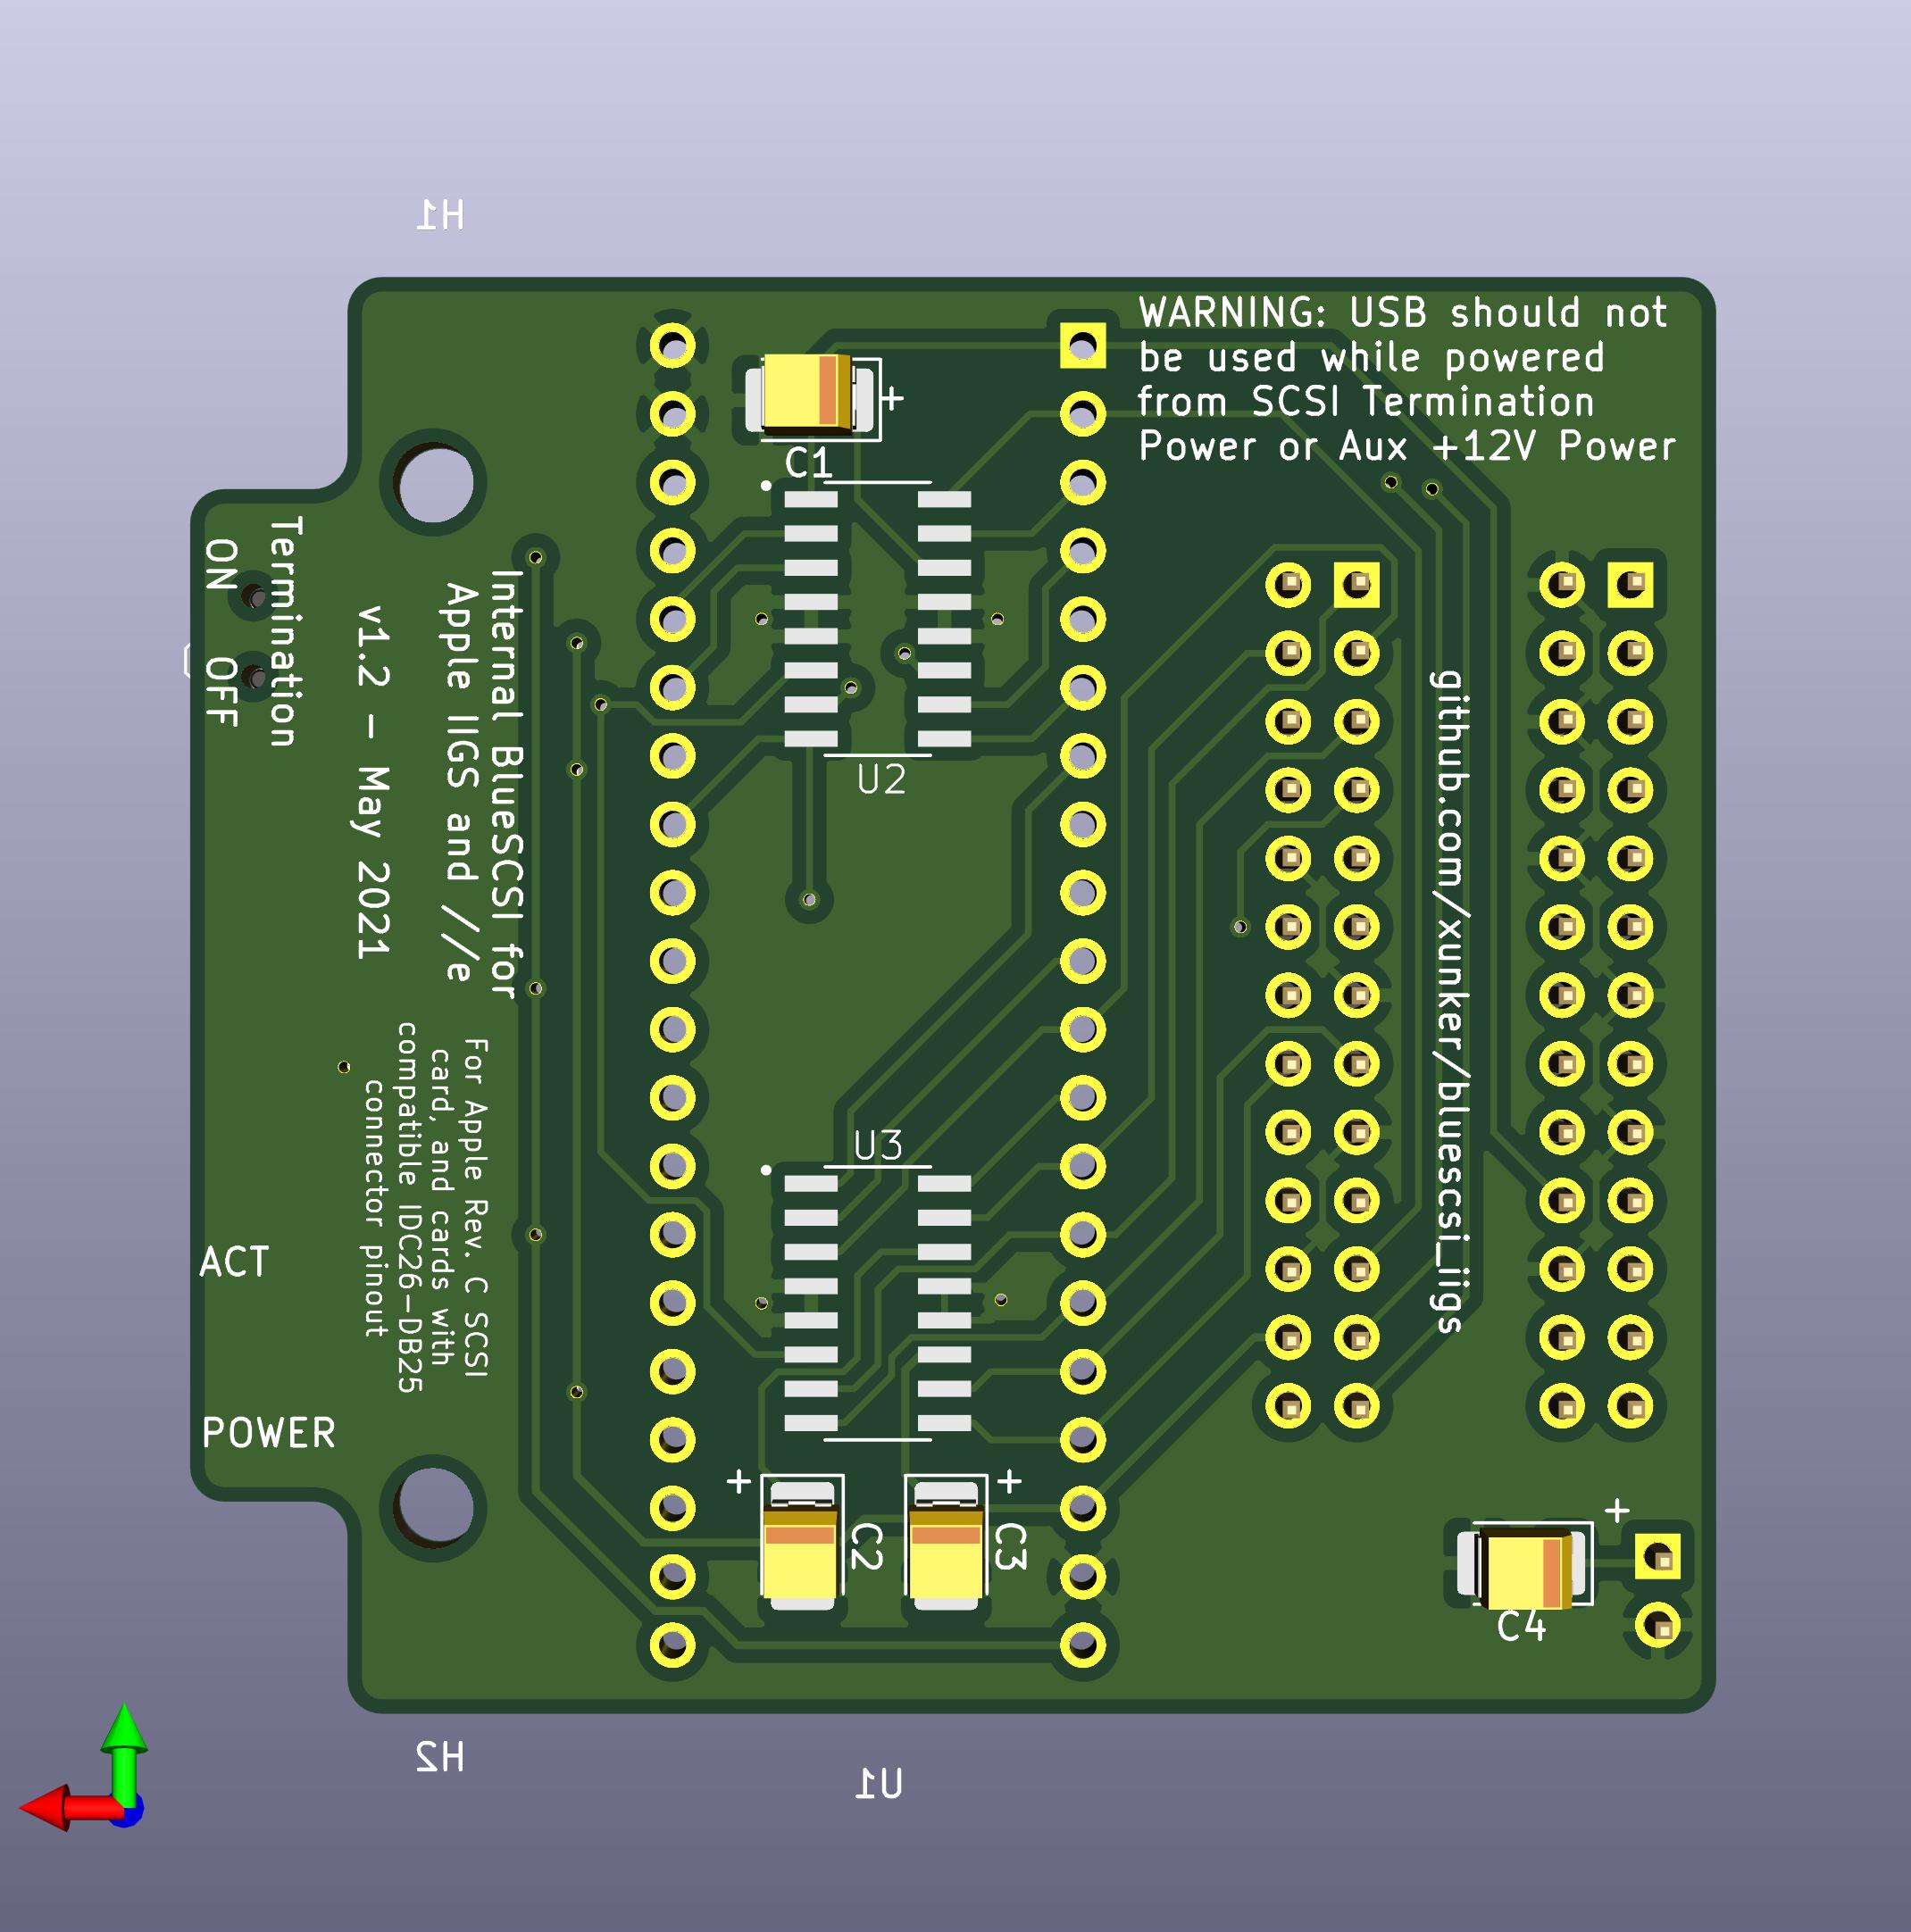 H1
WARNING: USB should not
be used while powered
from SCSI Termination
Power or Aux +12V Power
+
C1
Termination
ON OFF
Internal BlueSCSI for
Apple IIGS and //e
v1.2 - May 2021
U2
github.com/xunker/bluescsi_iigs
For Apple Rev. C SCSI
card, and cards with
compatible IDC26-DB25
connector pinout
U3
ACT
POWER
+
+
C2
C3
+
C4
H2
U1